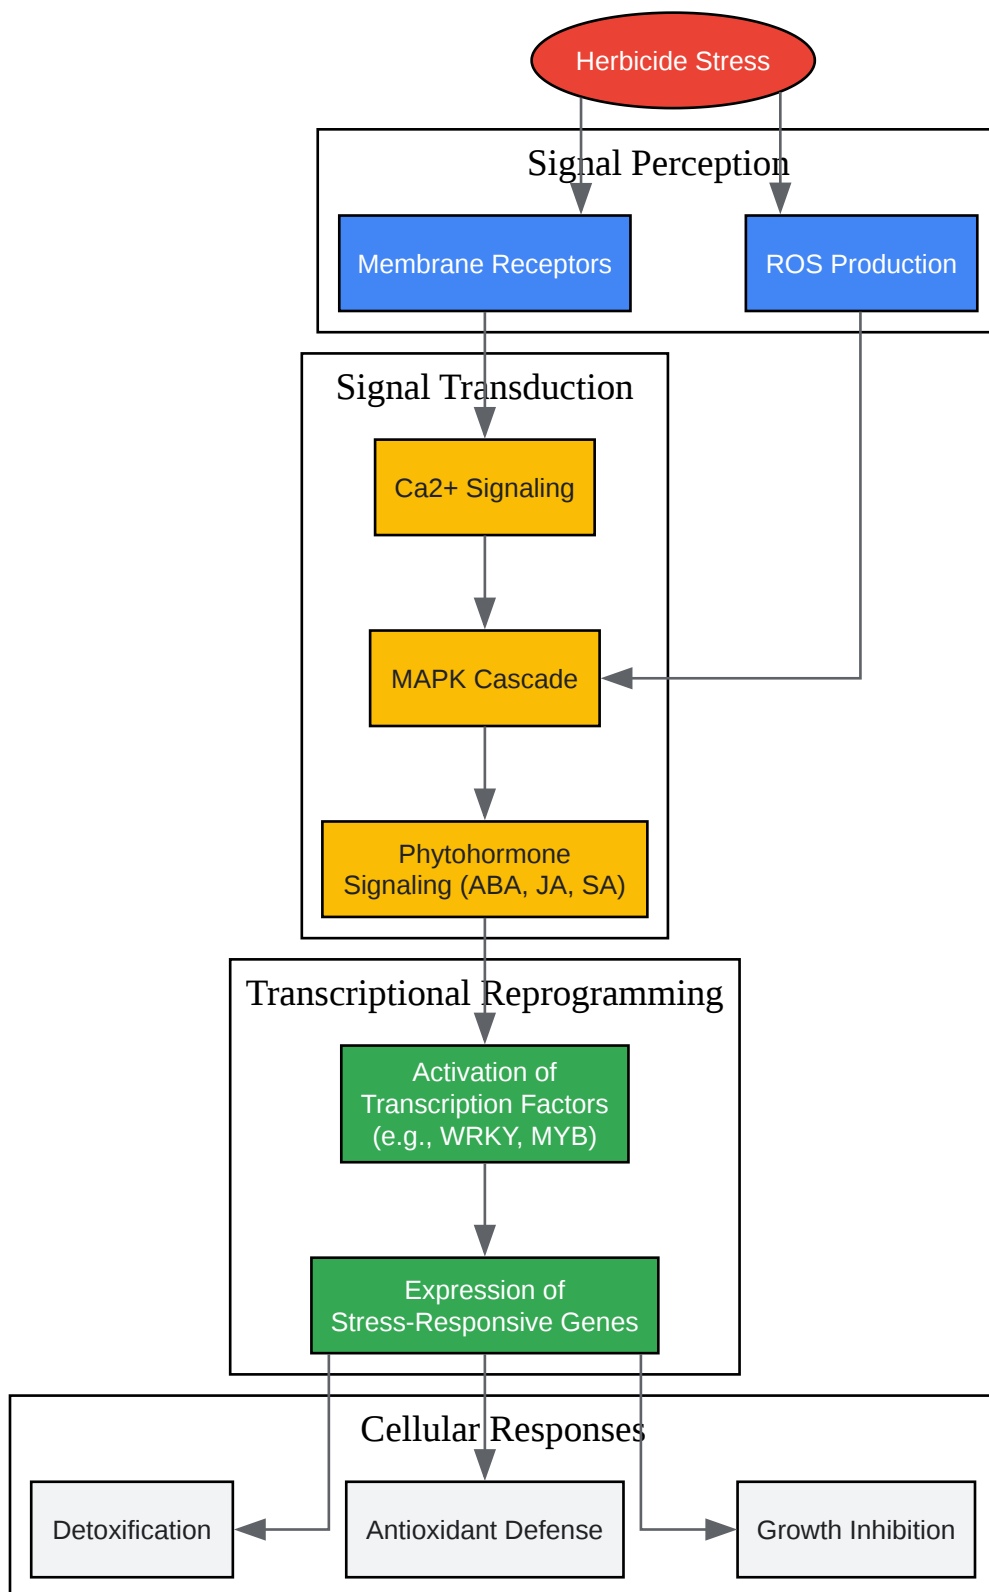 Herbicide Stress
Signal Perception
Membrane Receptors
ROS Production
Signal Transduction
Ca2+ Signaling
MAPK Cascade
Phytohormone
Signaling (ABA, JA, SA)
Transcriptional Reprogramming
Activation of
Transcription Factors
(e.g., WRKY, MYB)
Expression of
Stress-Responsive Genes
Cellular Responses
Detoxification
Antioxidant Defense
Growth Inhibition